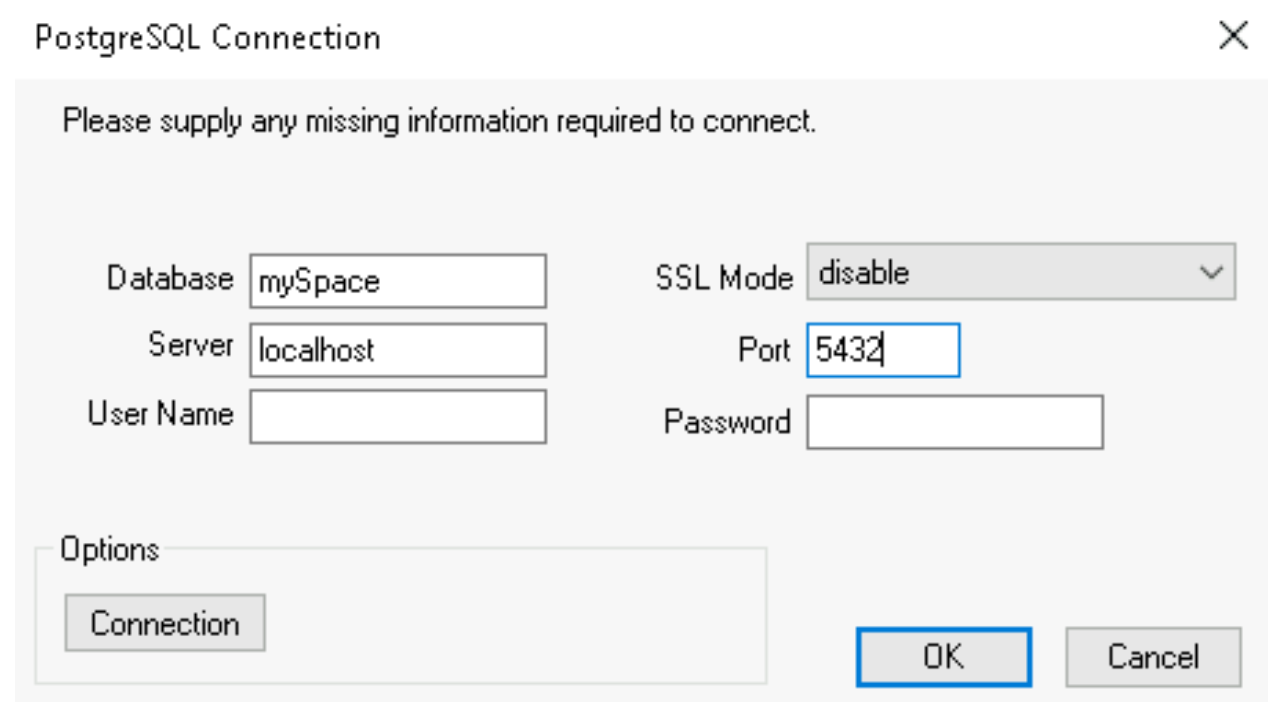 PostgreSQL Connection
Please supply any missing information required to connect.
Database mySpace SSL Mode disable
Server localhost Port 5432
User Name Password
Options
Connection
OK Cancel